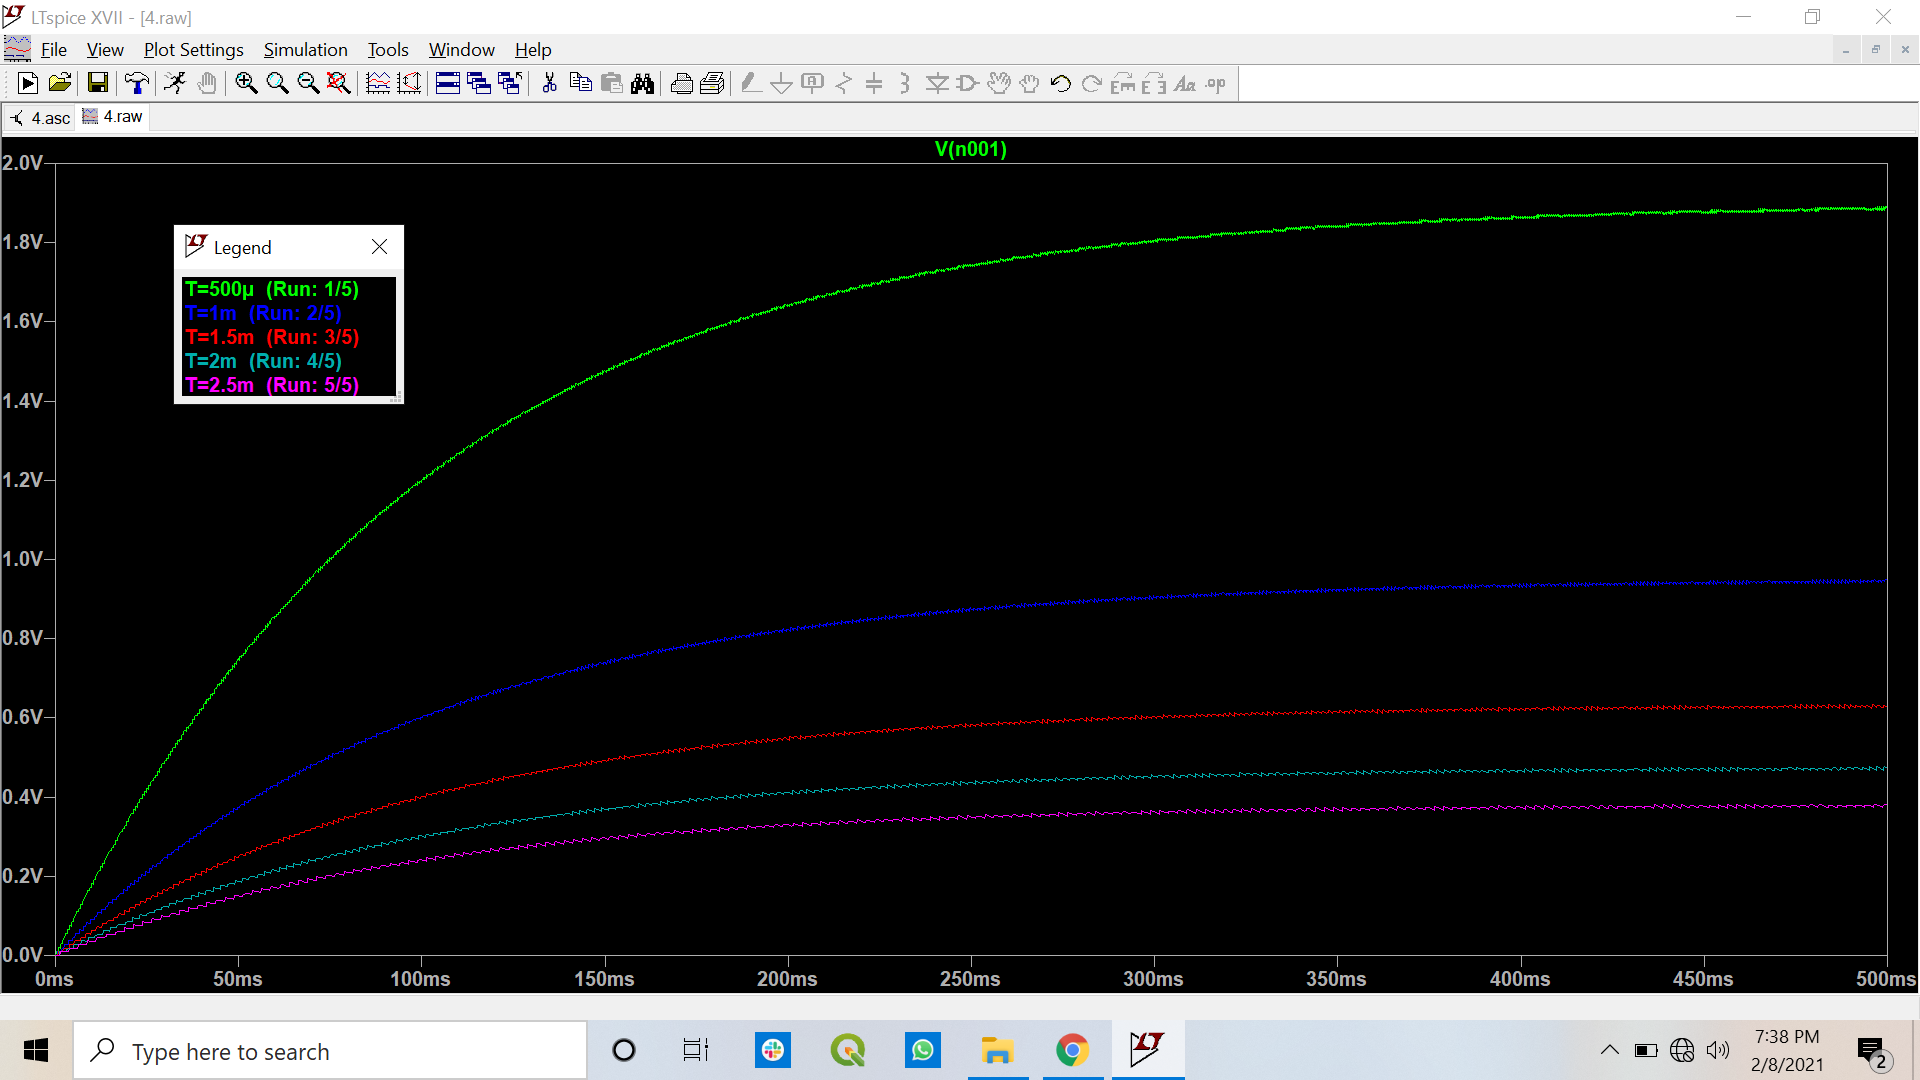 LTspice XVII - [4.raw]
File View Plot Settings Simulation Tools Window Help
4.asc 4.raw
V(n001)
2.0V
1.8V
1.6V
1.4V
1.2V
1.0V
0.8V
0.6V
0.4V
0.2V
0.0V
Legend
T=500µ (Run: 1/5)
T=1m (Run: 2/5)
T=1.5m (Run: 3/5)
T=2m (Run: 4/5)
T=2.5m (Run: 5/5)
0ms 50ms 100ms 150ms 200ms 250ms 300ms 350ms 400ms 450ms 500ms
Type here to search
7:38 PM
2/8/2021
2